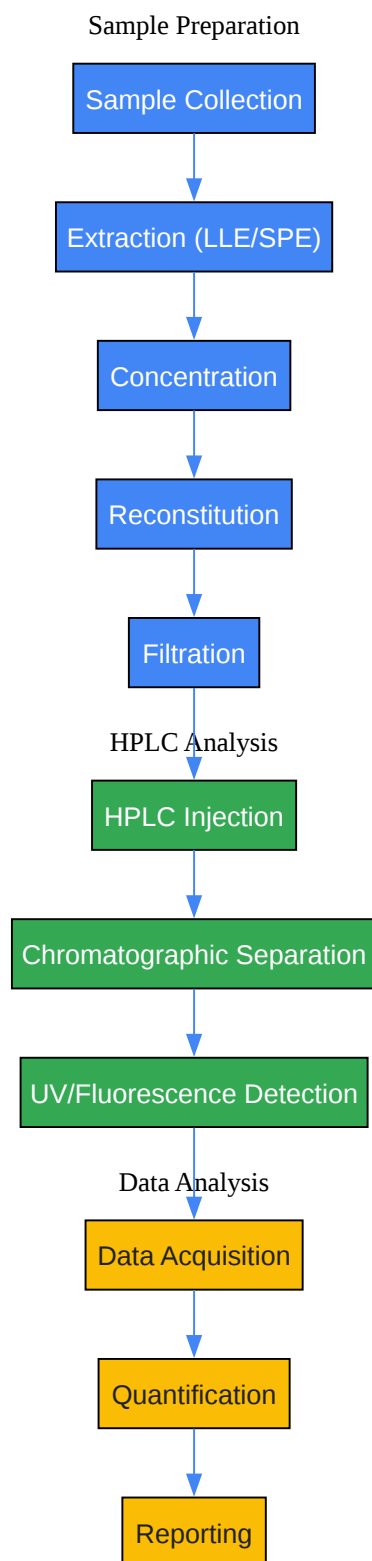 Sample Preparation
Sample Collection
Extraction (LLE/SPE)
Concentration
Reconstitution
Filtration
HPLC Analysis
HPLC Injection
Chromatographic Separation
UV/Fluorescence Detection
Data Analysis
Data Acquisition
Quantification
Reporting